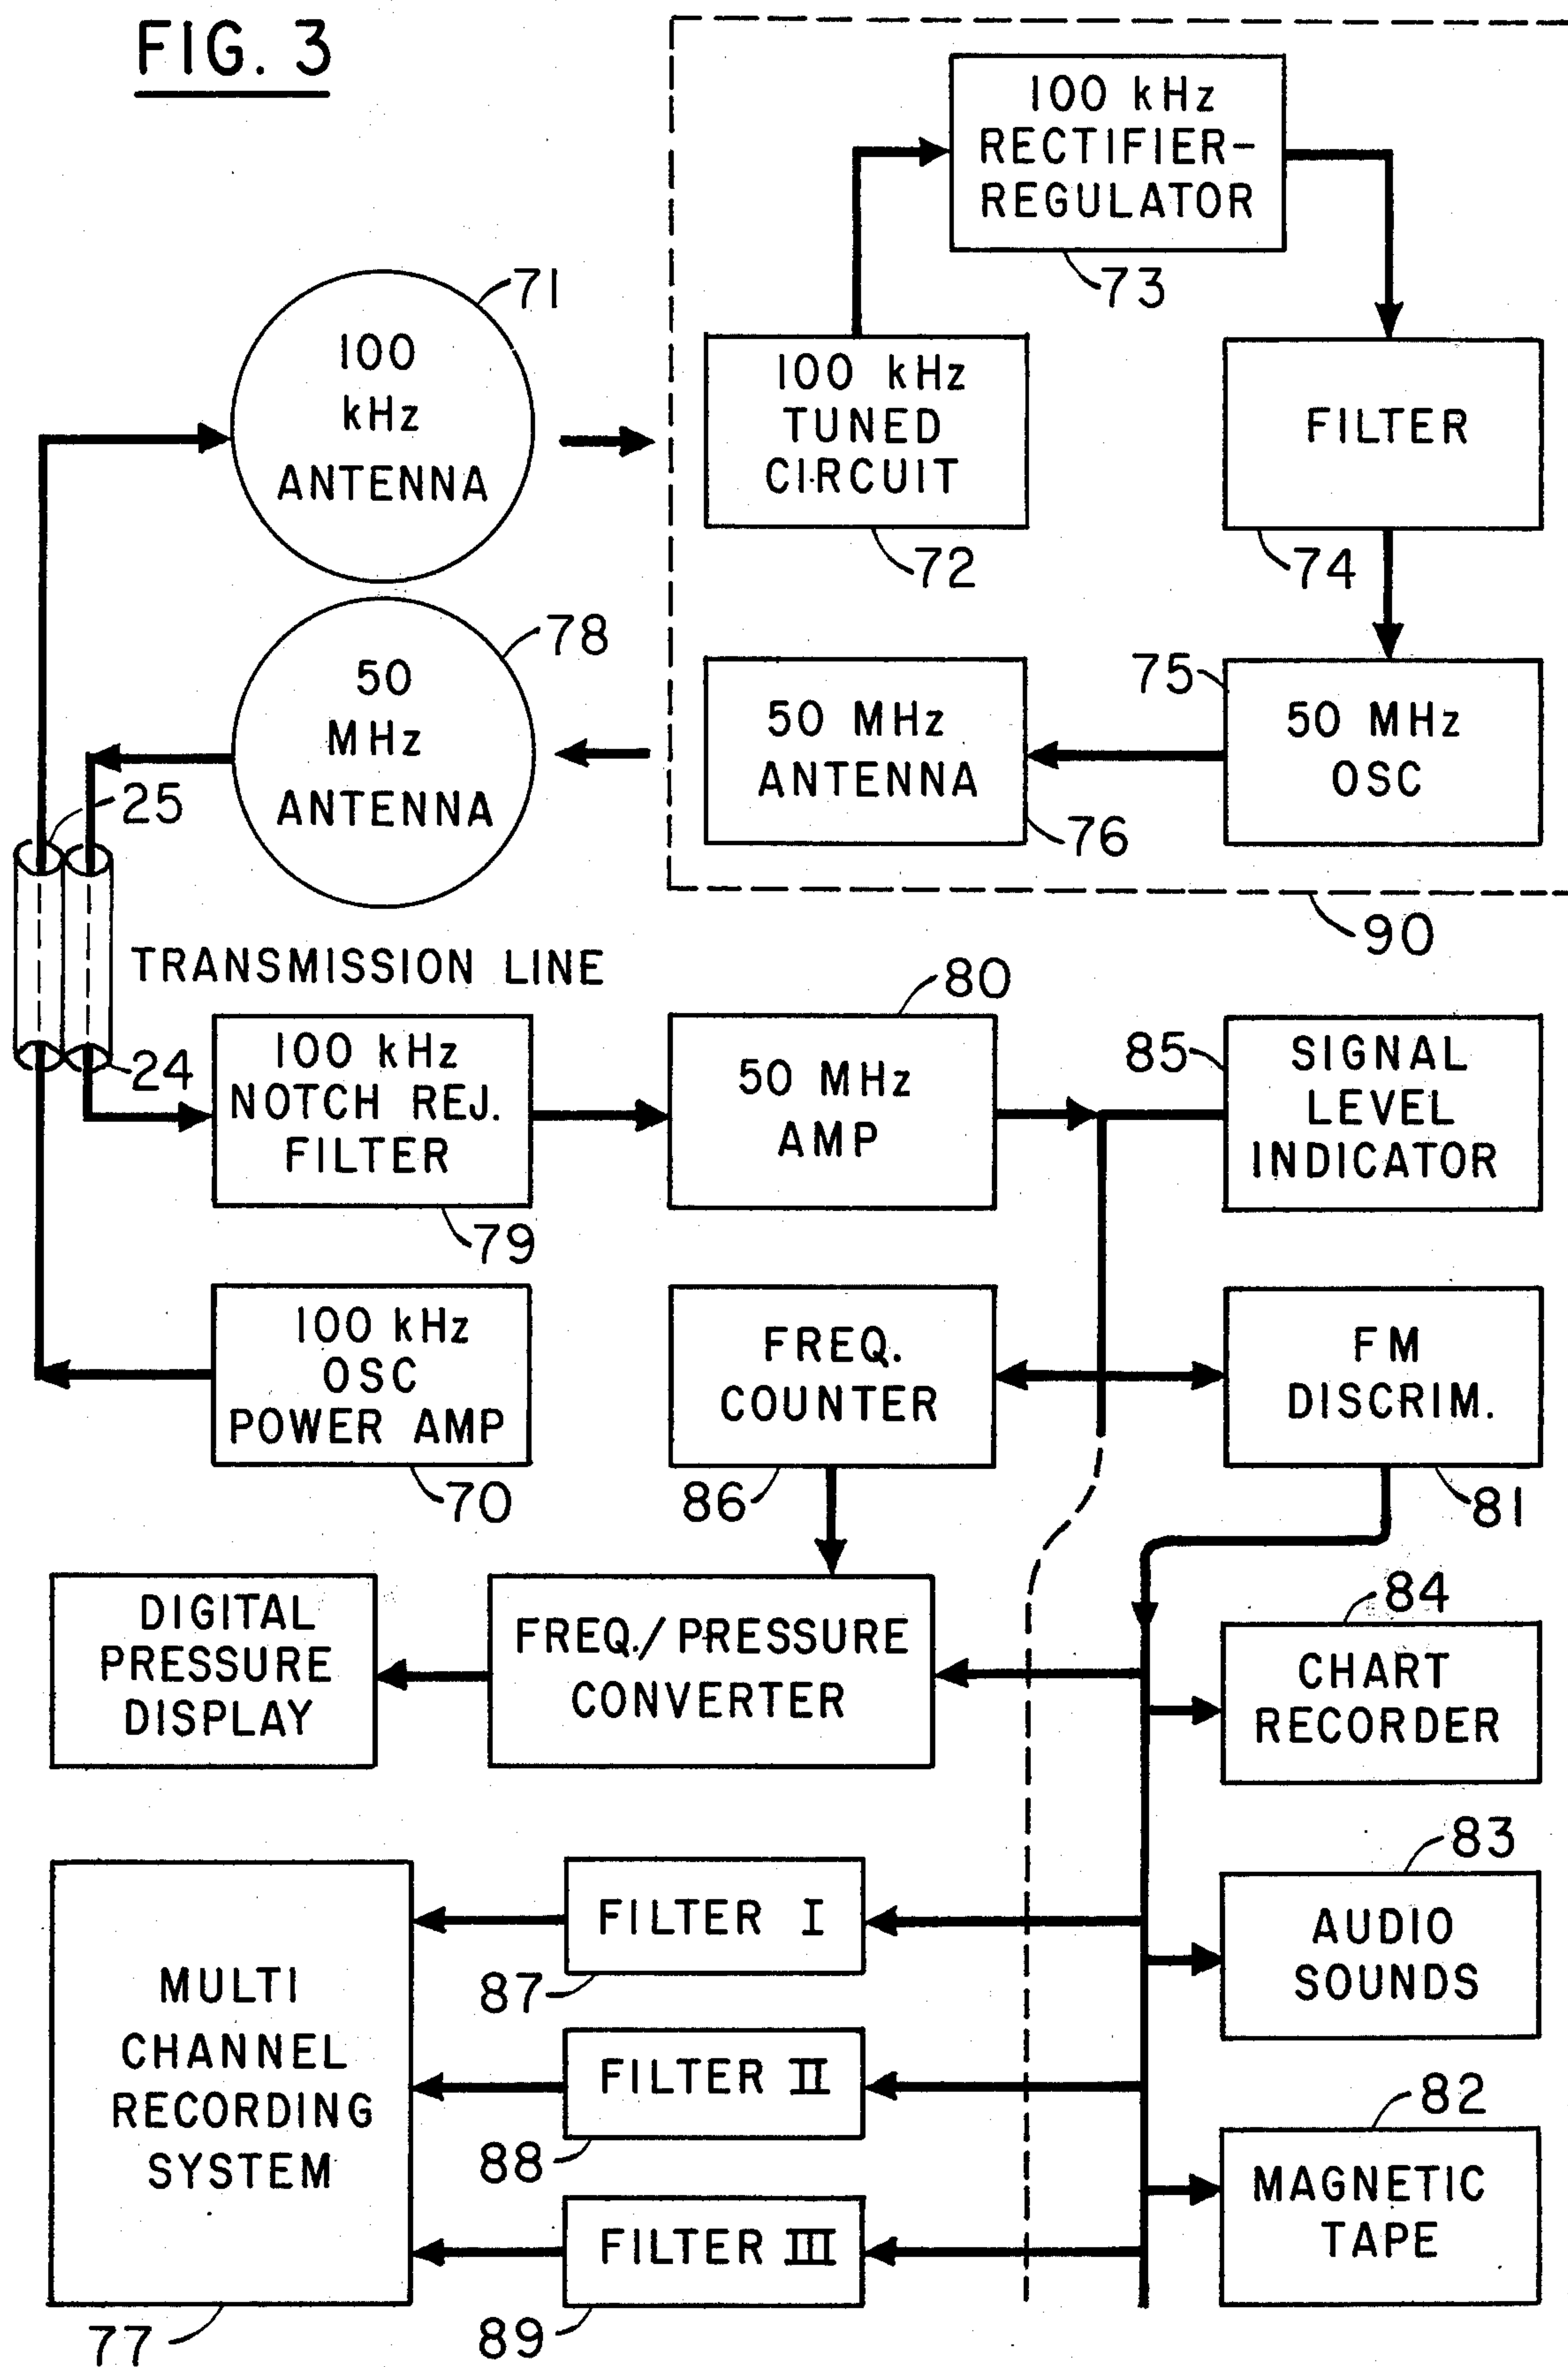 FIG. 3
100 kHz
RECTIFIER-
REGULATOR
73
71
100
kHz
ANTENNA
100 kHz
TUNED
CIRCUIT
72
FILTER
74
78
50
MHz
ANTENNA
50 MHz
ANTENNA
76
75
50 MHz
OSC
25
90
TRANSMISSION LINE
24
100 kHz
NOTCH REJ.
FILTER
79
80
50 MHz
AMP
85
SIGNAL
LEVEL
INDICATOR
100 kHz
OSC
POWER AMP
70
FREQ.
COUNTER
86
FM
DISCRIM.
81
DIGITAL
PRESSURE
DISPLAY
FREQ./PRESSURE
CONVERTER
84
CHART
RECORDER
83
AUDIO
SOUNDS
82
MAGNETIC
TAPE
MULTI
CHANNEL
RECORDING
SYSTEM
77
FILTER I
87
FILTER II
88
FILTER III
89